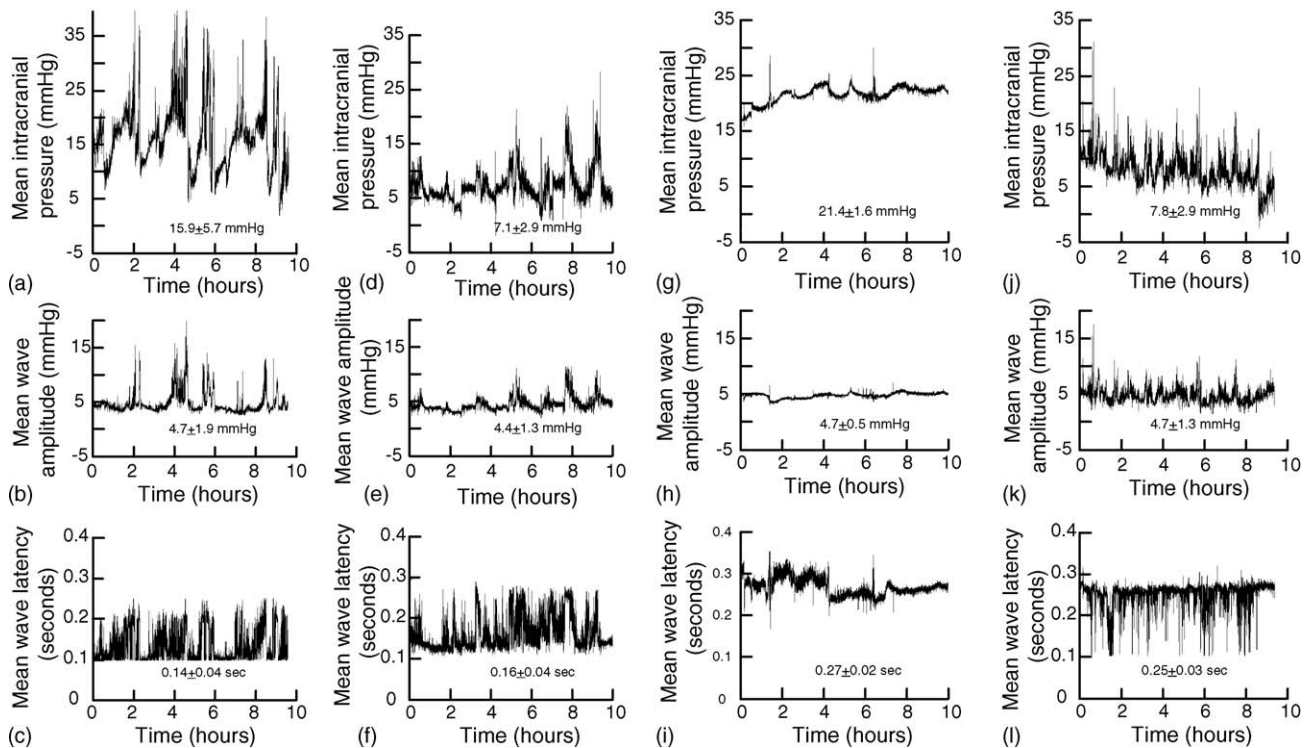 Mean intracranial
pressure (mmHg)
35
25
15
5
-5
15.9±5.7 mmHg
0 2 4 6 8 10
(a) Time (hours)
Mean wave
amplitude (mmHg)
15
5
-5
4.7±1.9 mmHg
0 2 4 6 8 10
(b) Time (hours)
Mean wave latency
(seconds)
0.4
0.3
0.2
0.1
0
0.14±0.04 sec
0 2 4 6 8 10
(c) Time (hours)
Mean intracranial
pressure (mmHg)
35
25
15
5
-5
7.1±2.9 mmHg
0 2 4 6 8 10
(d) Time (hours)
Mean wave amplitude
(mmHg)
15
5
-5
4.4±1.3 mmHg
0 2 4 6 8 10
(e) Time (hours)
Mean wave latency
(seconds)
0.4
0.3
0.2
0.1
0
0.16±0.04 sec
0 2 4 6 8 10
(f) Time (hours)
Mean intracranial
pressure (mmHg)
35
25
15
5
-5
21.4±1.6 mmHg
0 2 4 6 8 10
(g) Time (hours)
Mean wave
amplitude (mmHg)
15
5
-5
4.7±0.5 mmHg
0 2 4 6 8 10
(h) Time (hours)
Mean wave latency
(seconds)
0.4
0.3
0.2
0.1
0
0.27±0.02 sec
0 2 4 6 8 10
(i) Time (hours)
Mean intracranial
pressure (mmHg)
35
25
15
5
-5
7.8±2.9 mmHg
0 2 4 6 8 10
(j) Time (hours)
Mean wave
amplitude (mmHg)
15
5
-5
4.7±1.3 mmHg
0 2 4 6 8 10
(k) Time (hours)
Mean wave latency
(seconds)
0.4
0.3
0.2
0.1
0
0.25±0.03 sec
0 2 4 6 8 10
(l) Time (hours)